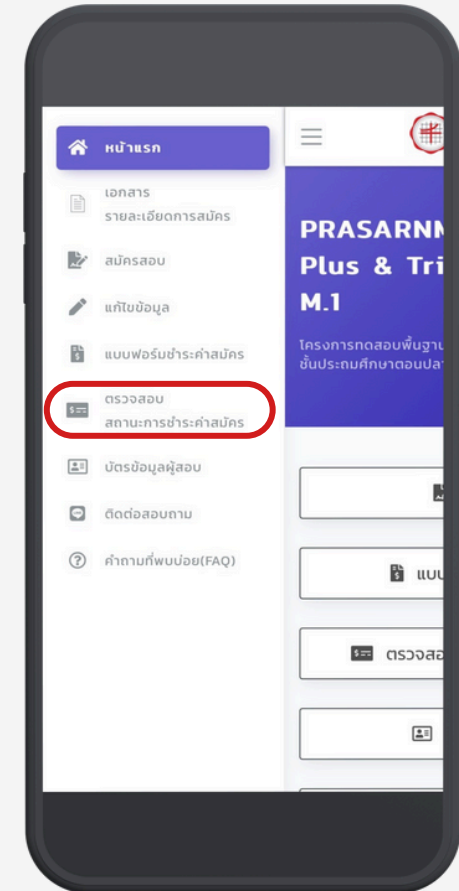 หน้าแรก
เอกสาร
รายละเอียดการสมัคร
สมัครสอบ
แก้ไขข้อมูล
แบบฟอร์มชำระค่าสมัคร
ตรวจสอบ
สถานะการชำระค่าสมัคร
บัตรข้อมูลผู้สอบ
ติดต่อสอบถาม
คำถามที่พบบ่อย(FAQ)
PRASARN
Plus & Tri
M.1
โครงการทดสอบพื้นฐาน
ชั้นประถมศึกษาตอนปลา
แบบ
ตรวจสอ